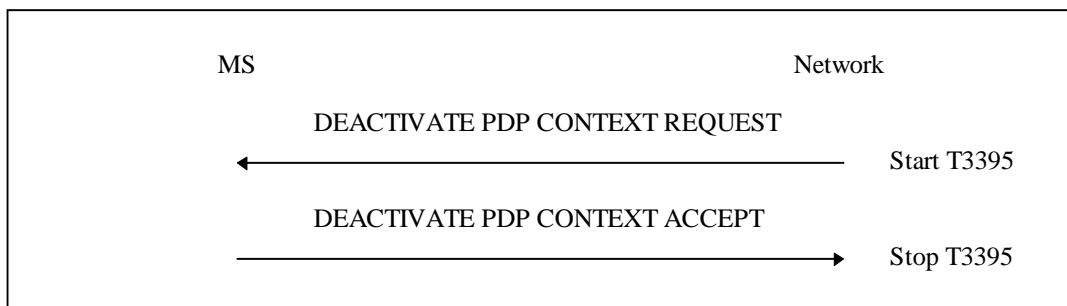 MS Network
DEACTIVATE PDP CONTEXT REQUEST
Start T3395
DEACTIVATE PDP CONTEXT ACCEPT
Stop T3395